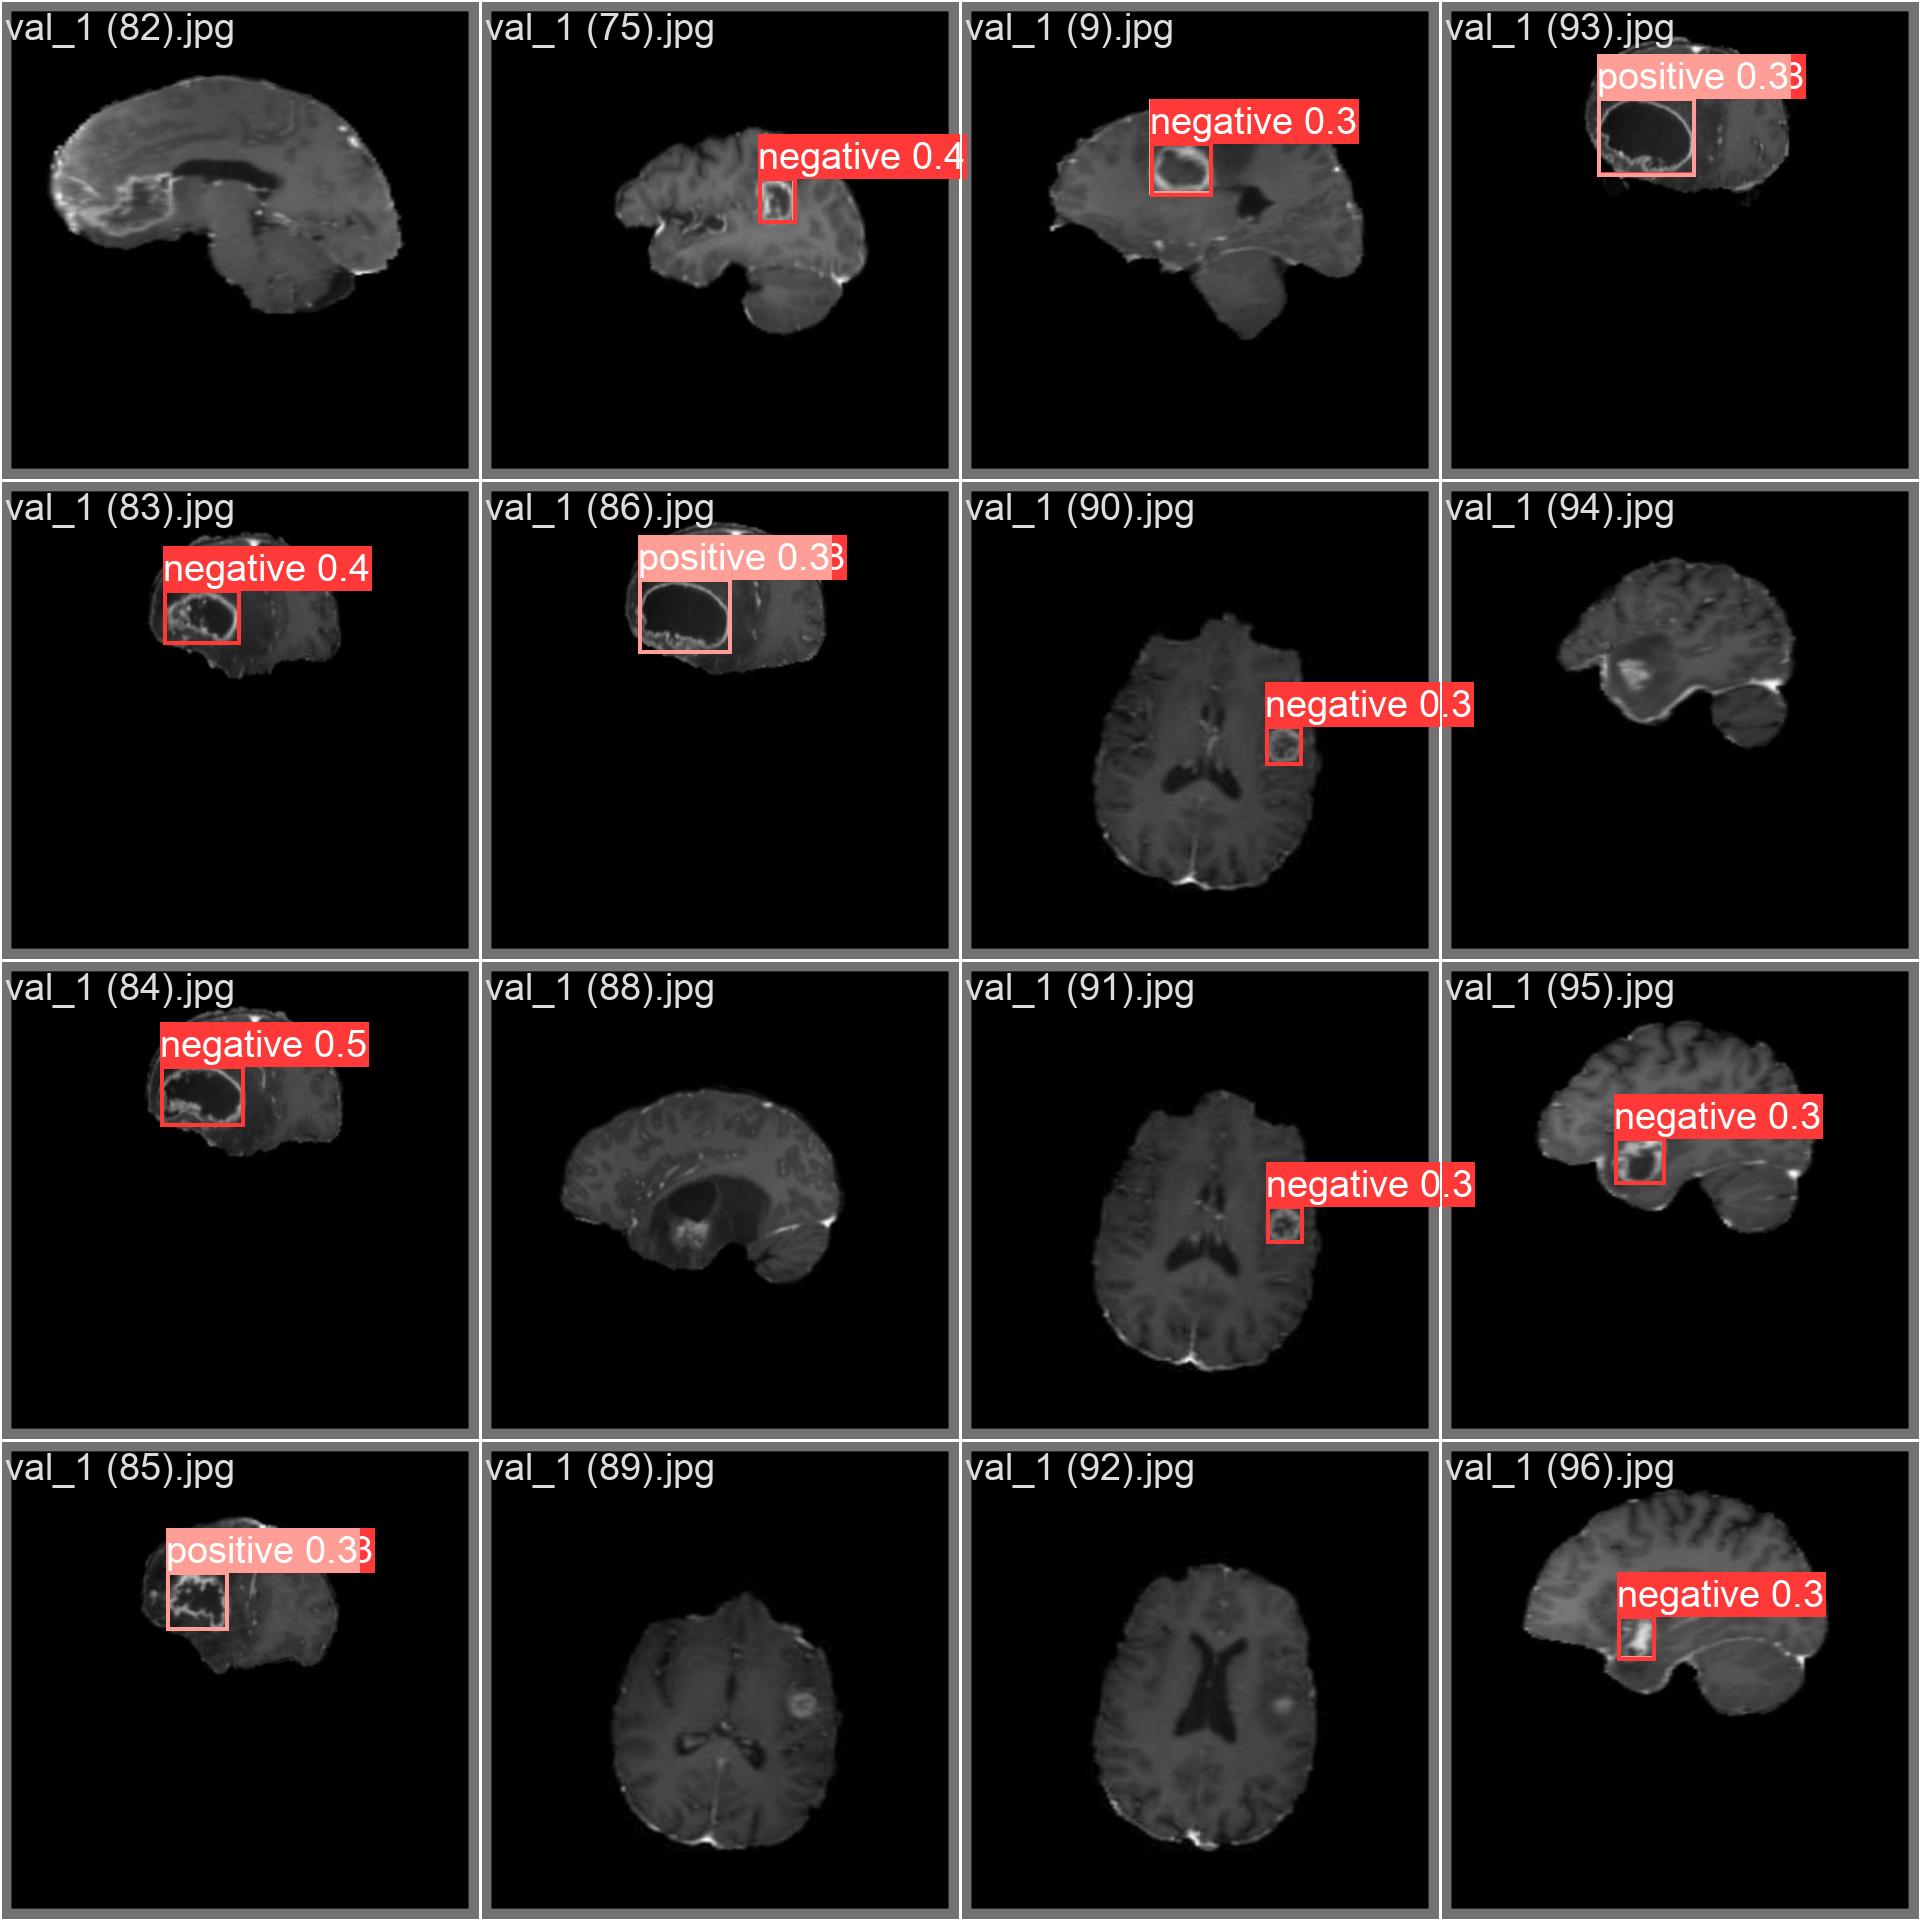 val_1 (82).jpg
val_1 (75).jpg
negative 0.4
val_1 (9).jpg
negative 0.3
val_1 (93).jpg
positive 0.3
3
val_1 (83).jpg
negative 0.4
val_1 (86).jpg
positive 0.3
3
val_1 (90).jpg
negative 0.3
val_1 (94).jpg
val_1 (84).jpg
negative 0.5
val_1 (88).jpg
val_1 (91).jpg
negative 0.3
val_1 (95).jpg
negative 0.3
val_1 (85).jpg
positive 0.3
3
val_1 (89).jpg
val_1 (92).jpg
val_1 (96).jpg
negative 0.3